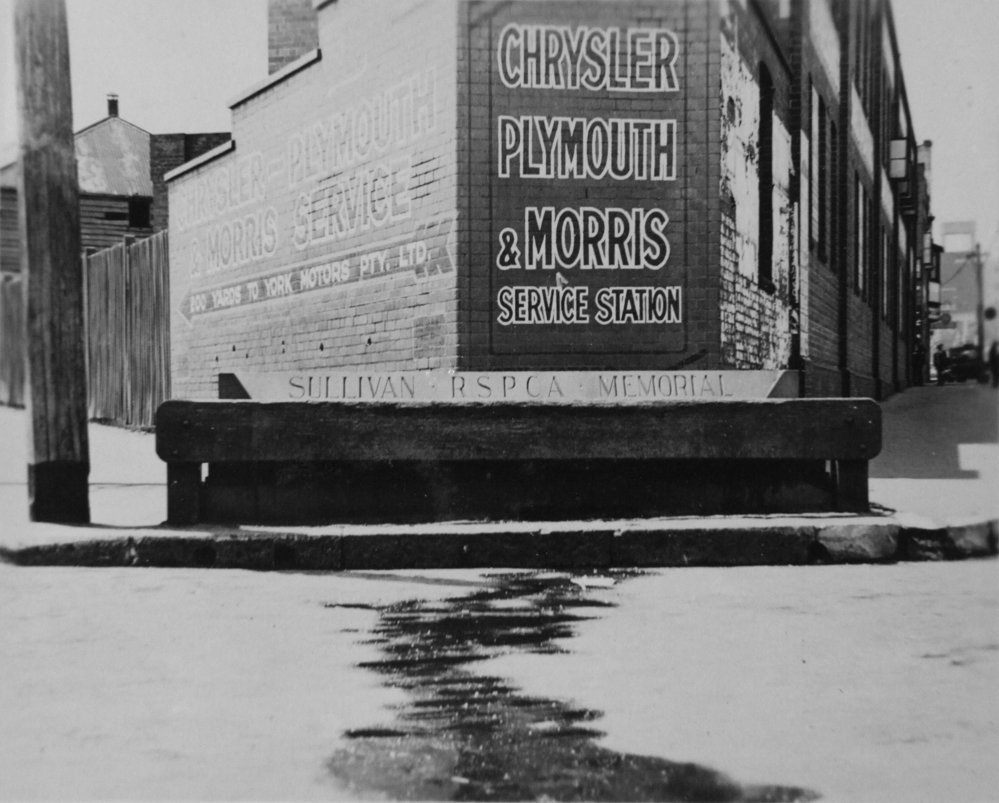 CHRYSLER
PLYMOUTH
& MORRIS
SERVICE STATION
CHRYSLER-PLYMOUTH
& MORRIS SERVICE
200 YARDS TO YORK MOTORS PTY. LTD.
SULLIVAN · RSPCA · MEMORIAL